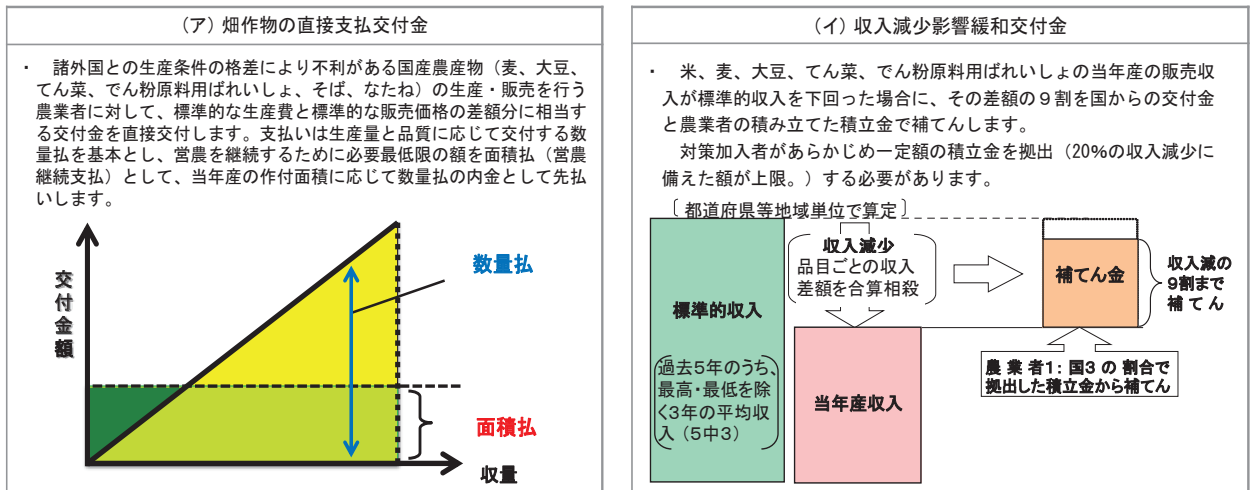 （ア）畑作物の直接支払交付金
・　諸外国との生産条件の格差により不利がある国産農産物（麦、大豆、
てん菜、でん粉原料用ばれいしょ、そば、なたね）の生産・販売を行う
農業者に対して、標準的な生産費と標準的な販売価格の差額分に相当す
る交付金を直接交付します。支払いは生産量と品質に応じて交付する数
量払を基本とし、営農を継続するために必要最低限の額を面積払（営農
継続支払）として、当年産の作付面積に応じて数量払の内金として先払
いします。
交付金額
数量払
面積払
収量
（イ）収入減少影響緩和交付金
・　米、麦、大豆、てん菜、でん粉原料用ばれいしょの当年産の販売収
入が標準的収入を下回った場合に、その差額の９割を国からの交付金
と農業者の積み立てた積立金で補てんします。
対策加入者があらかじめ一定額の積立金を拠出（20%の収入減少に
備えた額が上限。）する必要があります。
〔都道府県等地域単位で算定〕
収入減少
品目ごとの収入
差額を合算相殺
標準的収入
過去5年のうち、
最高・最低を除
く3年の平均収
入（5中3）
当年産収入
補てん金
収入減の
9割まで
補てん
農業者1：国3の割合で
拠出した積立金から補てん